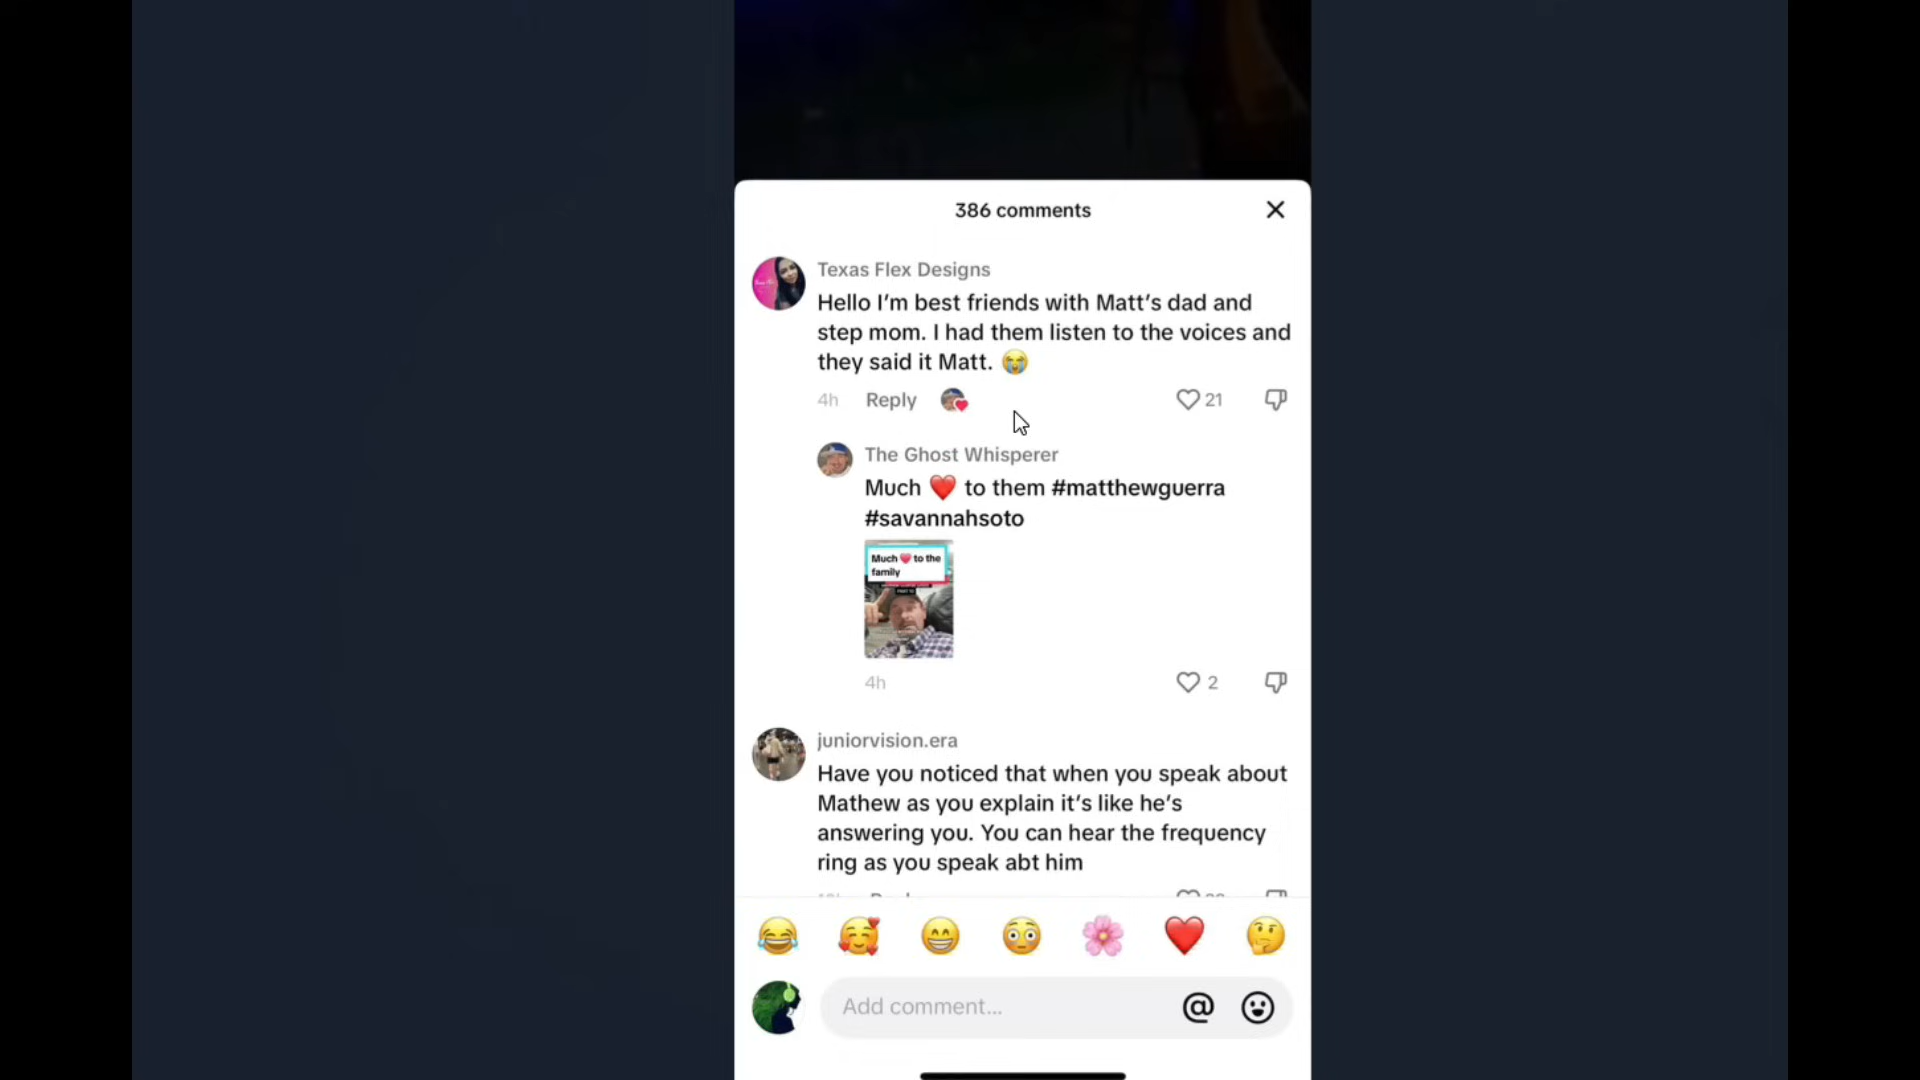 386 comments
Texas Flex Designs
Hello I'm best friends with Matt's dad and
step mom. I had them listen to the voices and
they said it Matt. 😭
4h Reply 21
The Ghost Whisperer
Much ❤️ to them #matthewguerra
#savannahsoto
Much ❤️ to the
family
4h 2
juniorvision.era
Have you noticed that when you speak about
Mathew as you explain it's like he's
answering you. You can hear the frequency
ring as you speak abt him
Add comment...